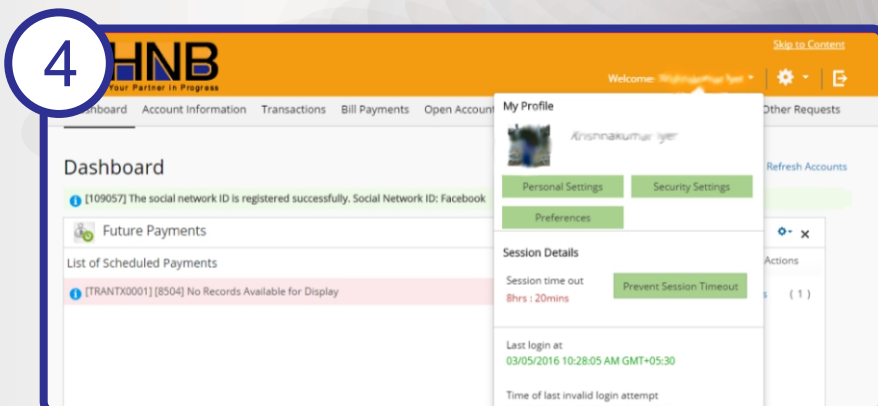 4
HNB
Your Partner in Progress
Skip to Content
Welcome:
Dashboard Account Information Transactions Bill Payments Open Account Other Requests
My Profile
Krishnakumar Iyer
Dashboard
Refresh Accounts
[109057] The social network ID is registered successfully. Social Network ID: Facebook
Personal Settings Security Settings
Preferences
Future Payments
List of Scheduled Payments
Actions
[TRANTX0001] [8504] No Records Available for Display
( 1 )
Session Details
Session time out
8hrs : 20mins
Prevent Session Timeout
Last login at
03/05/2016 10:28:05 AM GMT+05:30
Time of last invalid login attempt